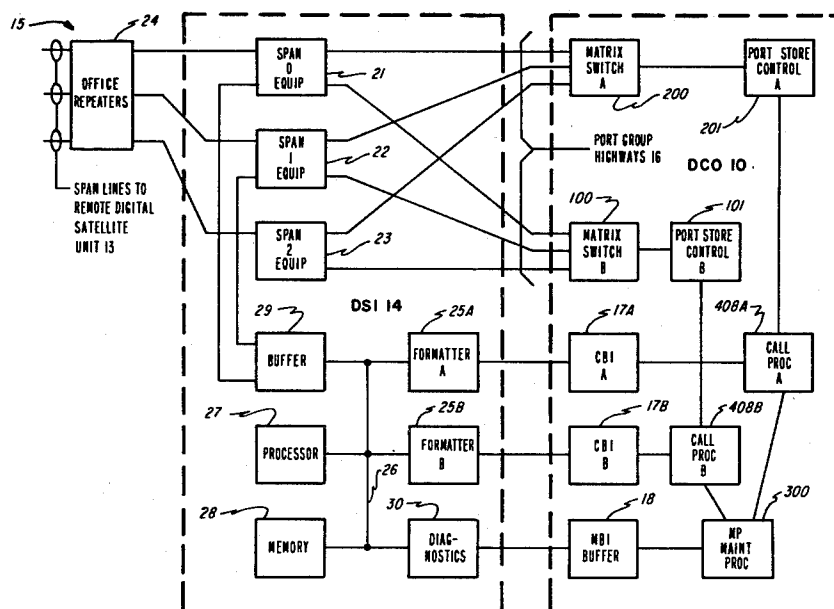 15
24
OFFICE
REPEATERS
SPAN LINES TO
REMOTE DIGITAL
SATELLITE
UNIT 13
SPAN
0
EQUIP
21
SPAN
1
EQUIP
22
SPAN
2
EQUIP
23
DSI 14
29
BUFFER
25A
FORMATTER
A
27
PROCESSOR
25B
FORMATTER
B
26
28
MEMORY
30
DIAG-
NOSTICS
MATRIX
SWITCH
A
200
PORT STORE
CONTROL
A
201
PORT GROUP
HIGHWAYS 16
DCO 10
100
MATRIX
SWITCH
B
101
PORT STORE
CONTROL
B
17A
CBI
A
408A
CALL
PROC
A
17B
CBI
B
408B
CALL
PROC
B
18
MBI
BUFFER
300
MP
MAINT
PROC